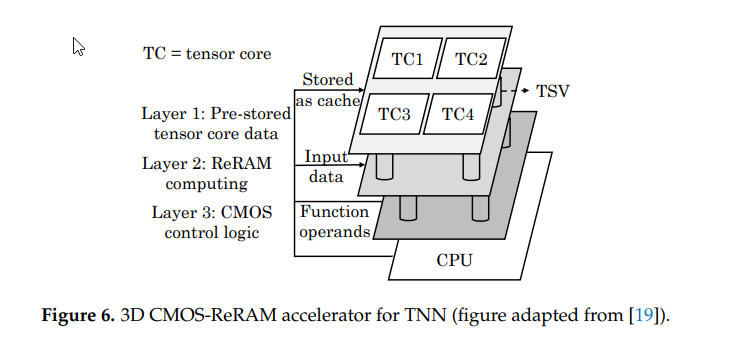 TC = tensor core
Layer 1: Pre-stored
tensor core data
Layer 2: ReRAM
computing
Layer 3: CMOS
control logic
Stored
as cache
Input
data
Function
operands
TC1
TC2
TC3
TC4
TSV
CPU
Figure 6. 3D CMOS-ReRAM accelerator for TNN (figure adapted from [19]).